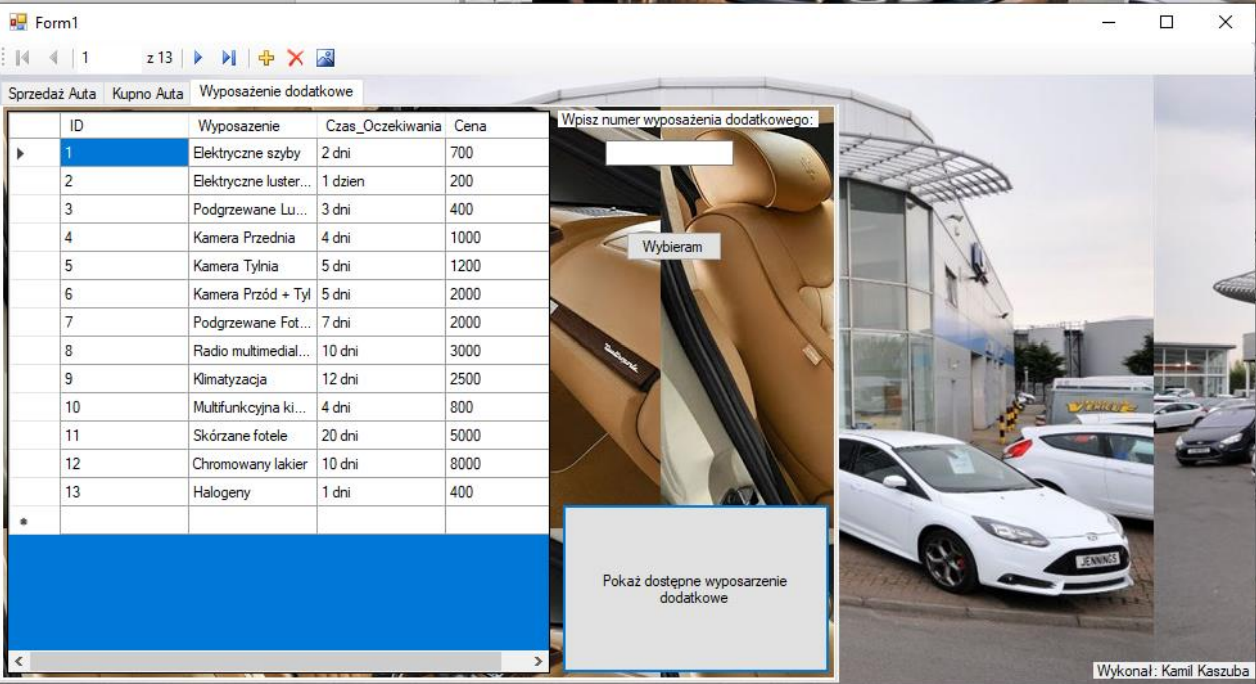 Form1
1 z 13
Sprzedaż Auta Kupno Auta Wyposażenie dodatkowe
ID Wyposazenie Czas_Oczekiwania Cena
1 Elektryczne szyby 2 dni 700
2 Elektryczne luster... 1 dzien 200
3 Podgrzewane Lu... 3 dni 400
4 Kamera Przednia 4 dni 1000
5 Kamera Tylnia 5 dni 1200
6 Kamera Przód + Tyl 5 dni 2000
7 Podgrzewane Fot... 7 dni 2000
8 Radio multimedial... 10 dni 3000
9 Klimatyzacja 12 dni 2500
10 Multifunkcyjna ki... 4 dni 800
11 Skórzane fotele 20 dni 5000
12 Chromowany lakier 10 dni 8000
13 Halogeny 1 dni 400
Wpisz numer wyposażenia dodatkowego:
Wybieram
Pokaż dostępne wyposarzenie
dodatkowe
JENNINGS
Wykonał: Kamil Kaszuba